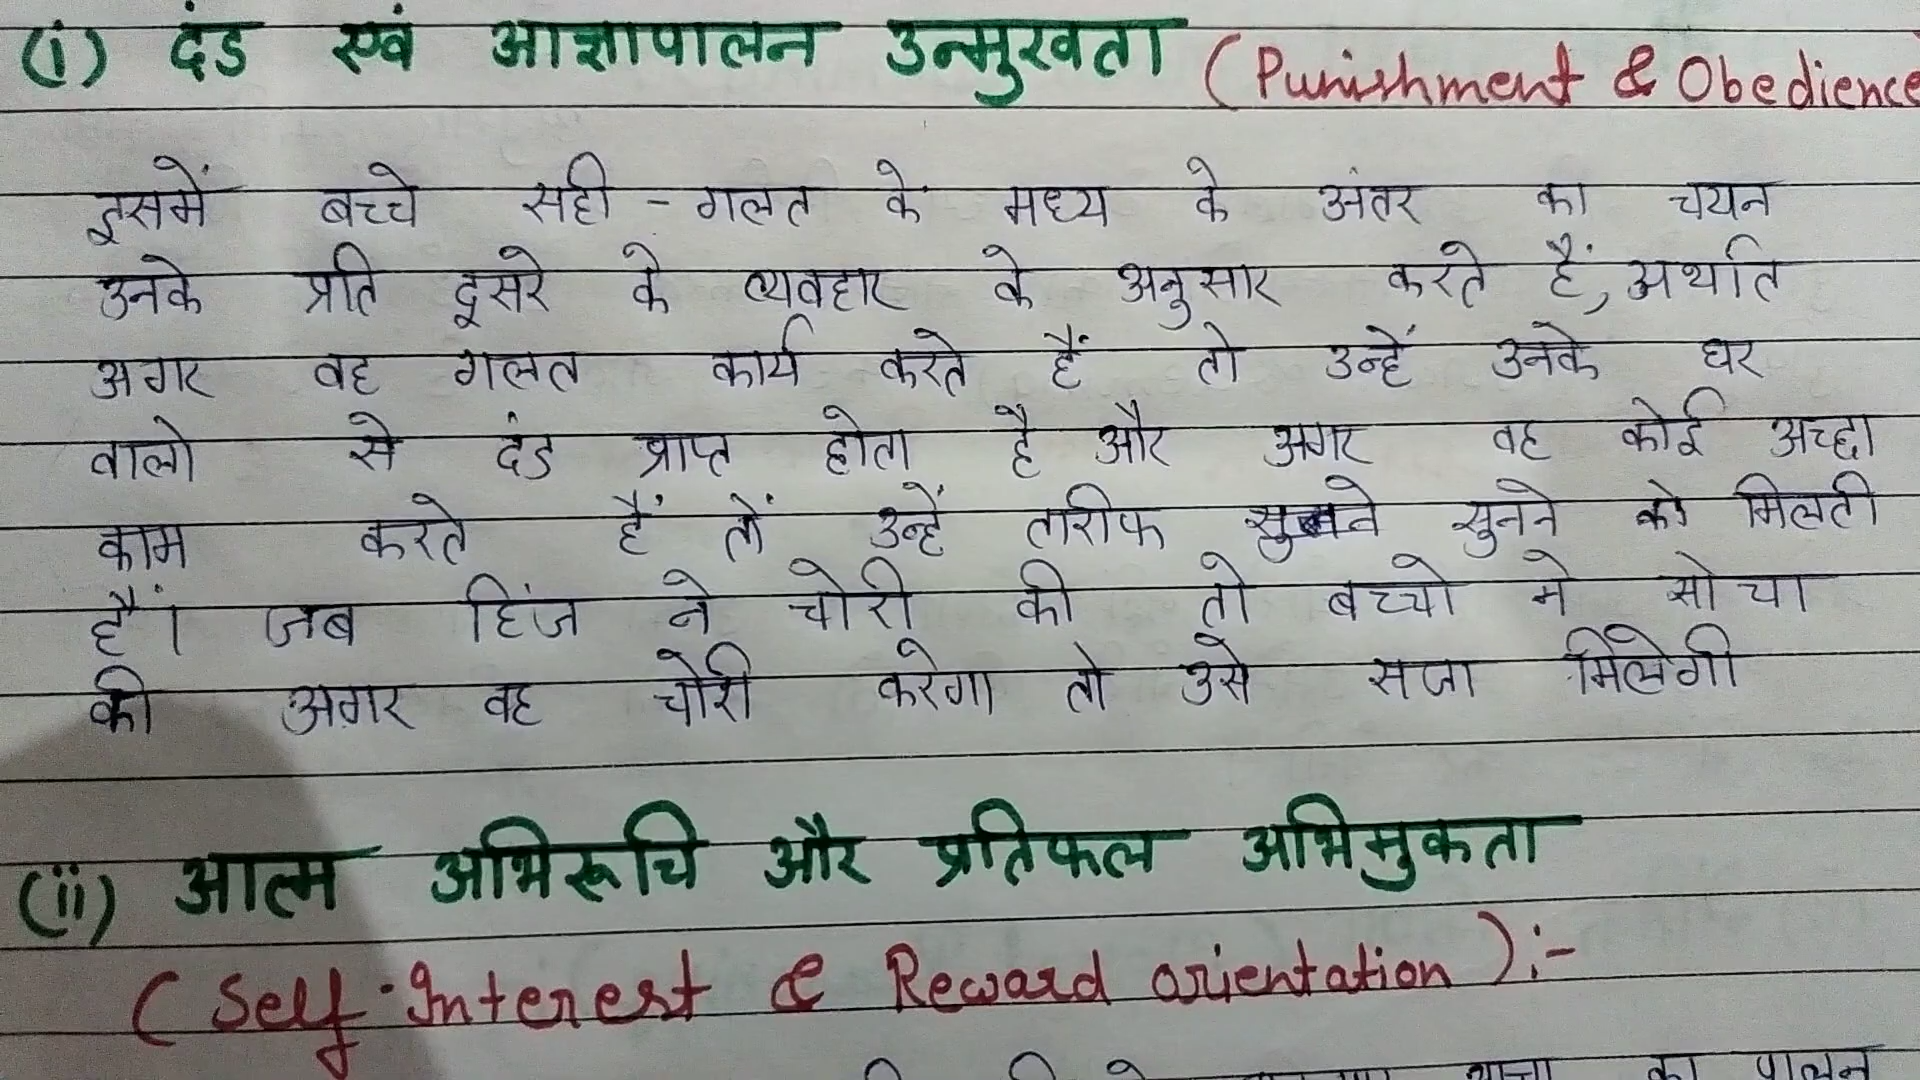 (i) दंड एवं आज्ञापालन उन्मुखता (Punishment & Obedience
इसमें बच्चे सही - गलत के मध्य के अंतर का चयन
उनके प्रति दूसरे के व्यवहार के अनुसार करते हैं, अर्थात
अगर वह गलत कार्य करते हैं तो उन्हें उनके घर
वालो से दंड प्राप्त होता है और अगर वह कोई अच्छा
काम करते हैं तों उन्हें तारीफ सुनने को मिलती
हैं। जब हिंज ने चोरी की तो बच्चो ने सोचा
की अगर वह चोरी करेगा तो उसे सजा मिलेगी
(ii) आत्म अभिरूचि और प्रतिफल अभिमुकता
(Self-Interest & Reward orientation):-
का पालन